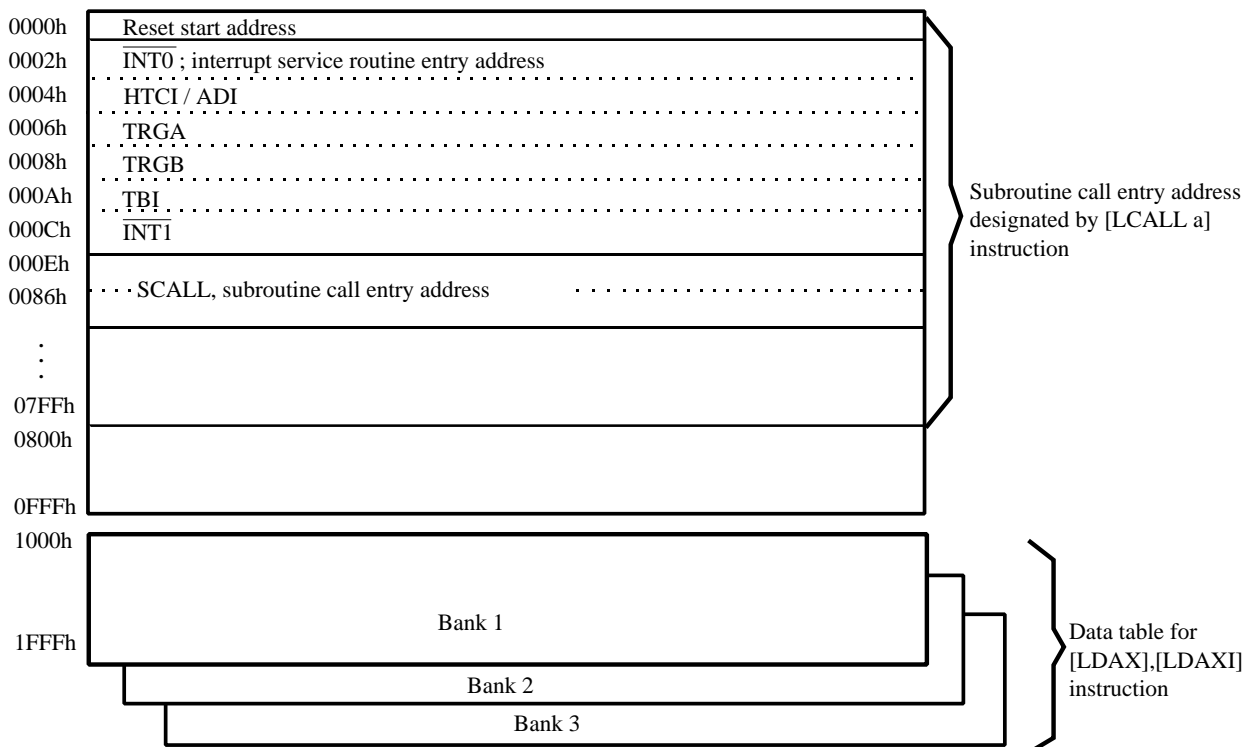 0000h Reset start address
0002h INT0 ; interrupt service routine entry address
0004h HTCI / ADI
0006h TRGA
0008h TRGB
000Ah TBI
000Ch INT1
000Eh
0086h SCALL, subroutine call entry address
07FFh
0800h
0FFFh
Subroutine call entry address
designated by [LCALL a]
instruction
1000h
Bank 1
1FFFh
Bank 2
Bank 3
Data table for
[LDAX],[LDAXI]
instruction